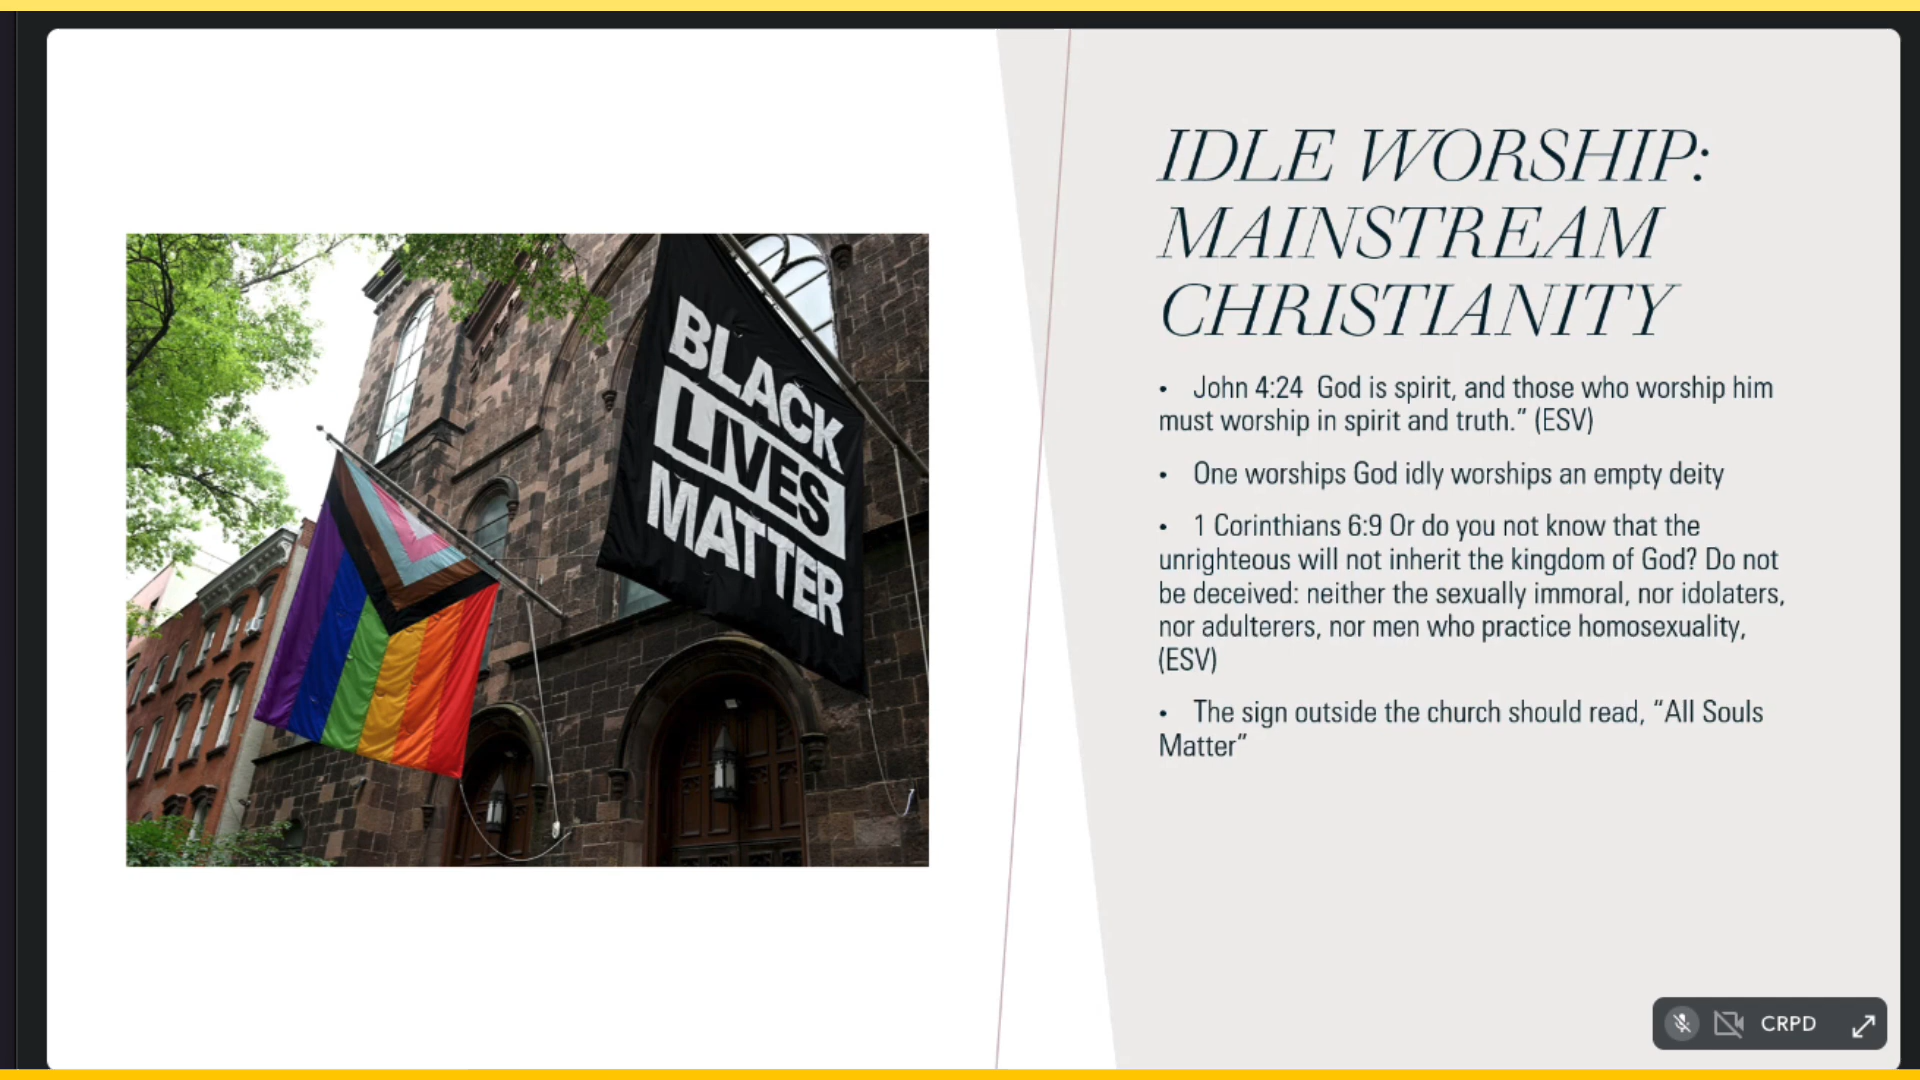 BLACK
LIVES
MATTER
IDLE WORSHIP:
MAINSTREAM
CHRISTIANITY
• John 4:24 God is spirit, and those who worship him
must worship in spirit and truth.” (ESV)
• One worships God idly worships an empty deity
• 1 Corinthians 6:9 Or do you not know that the
unrighteous will not inherit the kingdom of God? Do not
be deceived: neither the sexually immoral, nor idolaters,
nor adulterers, nor men who practice homosexuality,
(ESV)
• The sign outside the church should read, “All Souls
Matter”
CRPD